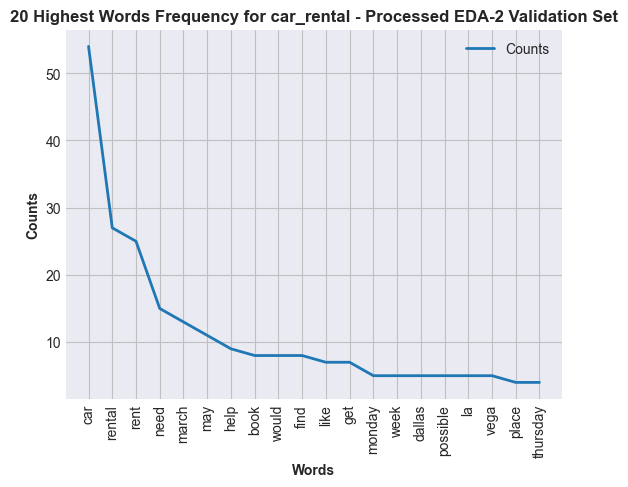 20 Highest Words Frequency for car_rental - Processed EDA-2 Validation Set
Counts
50
40
30
20
10
Counts
car
rental
rent
need
march
may
help
book
would
find
like
get
monday
week
dallas
possible
la
vega
place
thursday
Words